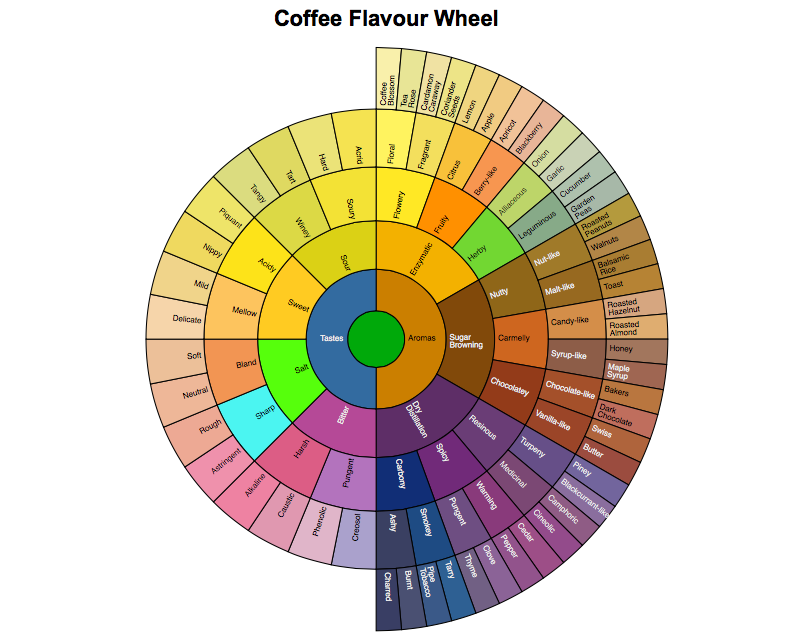 Coffee Flavour Wheel
Coffee
Blossom
Tea
Rose
Cardamon
Caraway
Coriander
Seeds
Lemon
Apple
Apricot
Blackberry
Onion
Garlic
Cucumber
Garden
Peas
Roasted
Peanuts
Walnuts
Balsamic
Rice
Toast
Roasted
Hazelnut
Roasted
Almond
Honey
Maple
Syrup
Bakers
Dark
Chocolate
Swiss
Butter
Piney
Blackcurrant-like
Camphoric
Cineolic
Cedar
Pepper
Clove
Thyme
Tarry
Pipe
Tobacco
Burnt
Charred
Floral
Fragrant
Citrus
Berry-like
Alliaceous
Leguminous
Nut-like
Malt-like
Candy-like
Syrup-like
Chocolate-like
Vanilla-like
Turpeny
Medicinal
Warming
Pungent
Smokey
Ashy
Flowery
Fruity
Herby
Nutty
Carmelly
Chocolatey
Resinous
Spicy
Carbony
Enzymatic
Sugar
Browning
Dry
Distillation
Aromas
Tastes
Sour
Sweet
Salt
Bitter
Soury
Winey
Acidy
Mellow
Bland
Sharp
Harsh
Pungent
Acrid
Hard
Tart
Tangy
Piquant
Nippy
Mild
Delicate
Soft
Neutral
Rough
Astringent
Alkaline
Caustic
Phenolic
Creosol